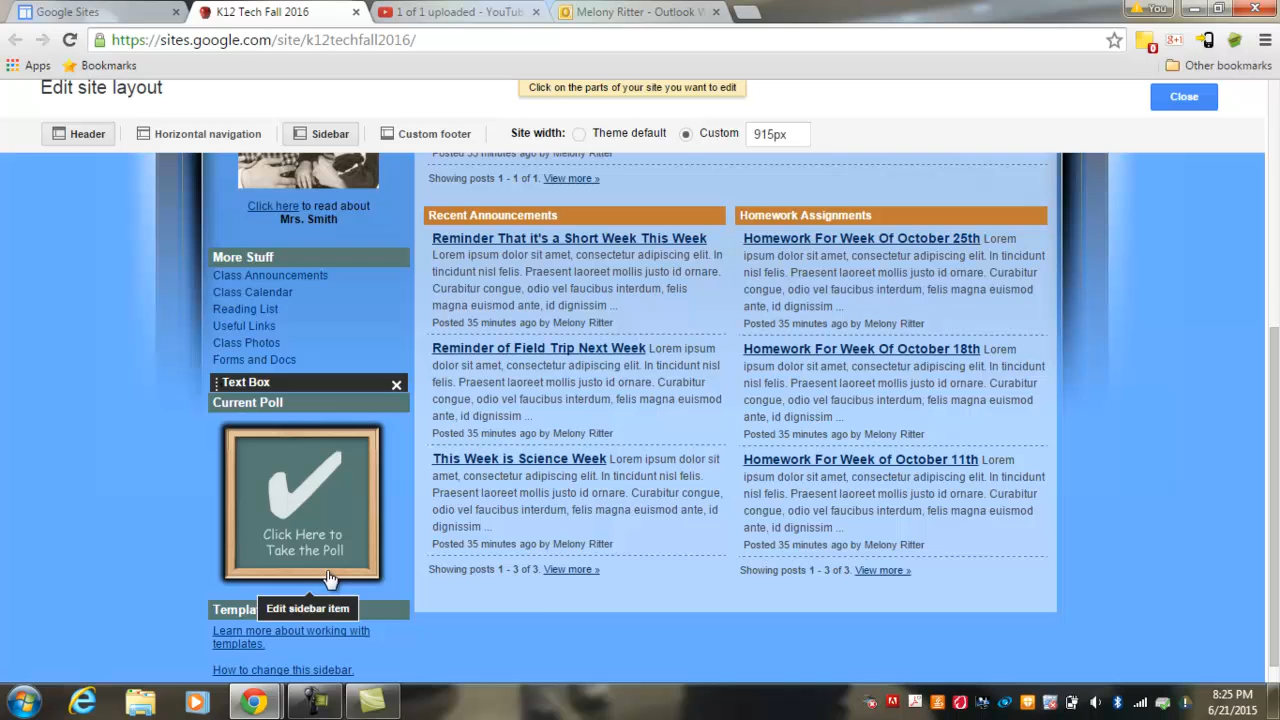 Google Sites
K12 Tech Fall 2016
1 of 1 uploaded - YouTub
Melony Ritter - Outlook W
You
https://sites.google.com/site/k12techfall2016/
0
g+1
Apps
Bookmarks
Other bookmarks
Edit site layout
Click on the parts of your site you want to edit
Close
Header
Horizontal navigation
Sidebar
Custom footer
Site width:
Theme default
Custom
915px
Posted 35 minutes ago by Melony Ritter
Showing posts 1 - 1 of 1. View more »
Click here to read about
Mrs. Smith
More Stuff
Class Announcements
Class Calendar
Reading List
Useful Links
Class Photos
Forms and Docs
Text Box
Current Poll
Click Here to
Take the Poll
Edit sidebar item
Templa
Learn more about working with
templates.
How to change this sidebar.
Recent Announcements
Reminder That it's a Short Week This Week
Lorem ipsum dolor sit amet, consectetur adipiscing elit. In
tincidunt nisl felis. Praesent laoreet mollis justo id ornare.
Curabitur congue, odio vel faucibus interdum, felis
magna euismod ante, id dignissim ...
Posted 35 minutes ago by Melony Ritter
Reminder of Field Trip Next Week Lorem ipsum
dolor sit amet, consectetur adipiscing elit. In tincidunt
nisl felis. Praesent laoreet mollis justo id ornare.
Curabitur congue, odio vel faucibus interdum, felis
magna euismod ante, id dignissim ...
Posted 35 minutes ago by Melony Ritter
This Week is Science Week Lorem ipsum dolor sit
amet, consectetur adipiscing elit. In tincidunt nisl felis.
Praesent laoreet mollis justo id ornare. Curabitur congue,
odio vel faucibus interdum, felis magna euismod ante, id
dignissim ...
Posted 35 minutes ago by Melony Ritter
Showing posts 1 - 3 of 3. View more »
Homework Assignments
Homework For Week Of October 25th Lorem
ipsum dolor sit amet, consectetur adipiscing elit. In
tincidunt nisl felis. Praesent laoreet mollis justo id ornare.
Curabitur congue, odio vel faucibus interdum, felis magna
euismod ante, id dignissim ...
Posted 35 minutes ago by Melony Ritter
Homework For Week Of October 18th Lorem
ipsum dolor sit amet, consectetur adipiscing elit. In
tincidunt nisl felis. Praesent laoreet mollis justo id ornare.
Curabitur congue, odio vel faucibus interdum, felis magna
euismod ante, id dignissim ...
Posted 35 minutes ago by Melony Ritter
Homework For Week of October 11th Lorem
ipsum dolor sit amet, consectetur adipiscing elit. In
tincidunt nisl felis. Praesent laoreet mollis justo id ornare.
Curabitur congue, odio vel faucibus interdum, felis magna
euismod ante, id dignissim ...
Posted 35 minutes ago by Melony Ritter
Showing posts 1 - 3 of 3. View more »
8:25 PM
6/21/2015